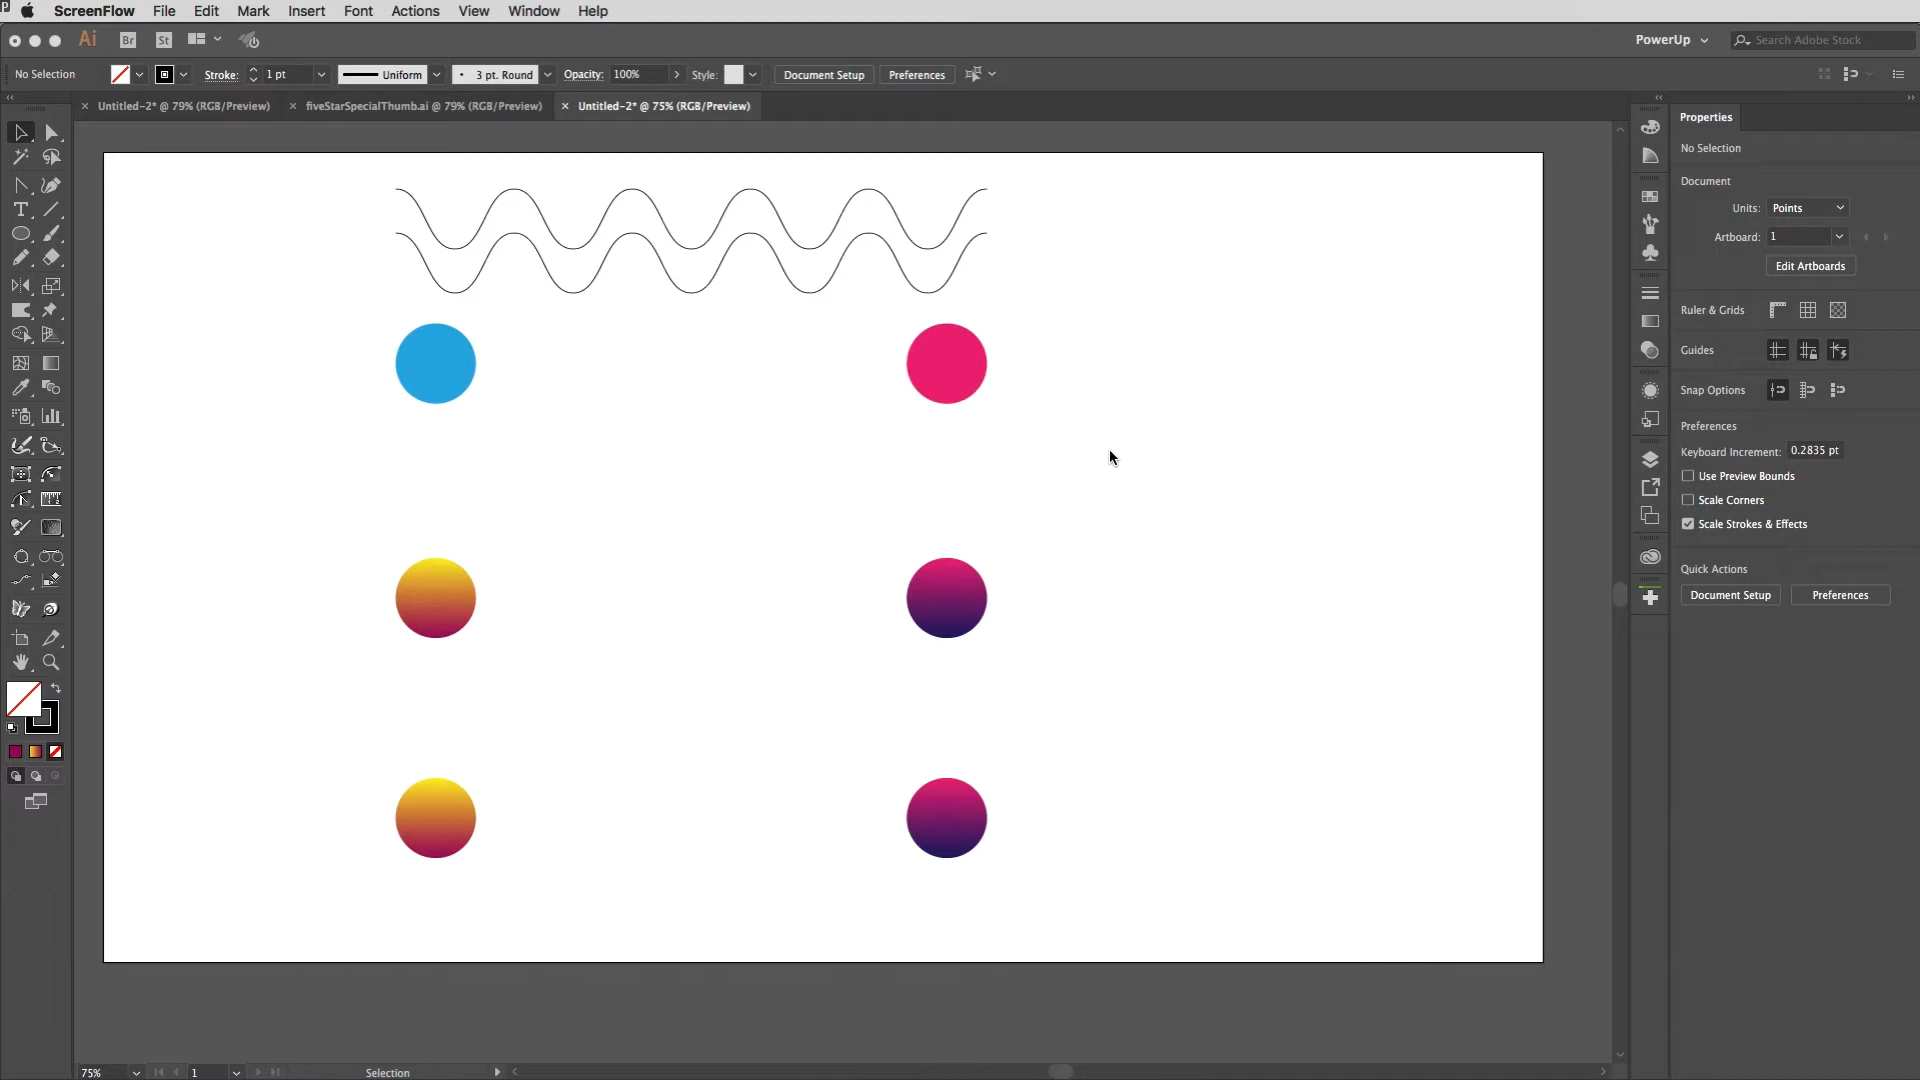 ScreenFlow File Edit Mark Insert Font Actions View Window Help
Ai Br St PowerUp Search Adobe Stock
No Selection Stroke: 1 pt Uniform 3 pt. Round Opacity: 100% Style: Document Setup Preferences
Untitled-2* @ 79% (RGB/Preview) fiveStarSpecialThumb.ai @ 79% (RGB/Preview) Untitled-2* @ 75% (RGB/Preview)
Properties
No Selection
Document
Units: Points
Artboard: 1
Edit Artboards
Ruler & Grids
Guides
Snap Options
Preferences
Keyboard Increment: 0.2835 pt
Use Preview Bounds
Scale Corners
Scale Strokes & Effects
Quick Actions
Document Setup Preferences
75% 1 Selection